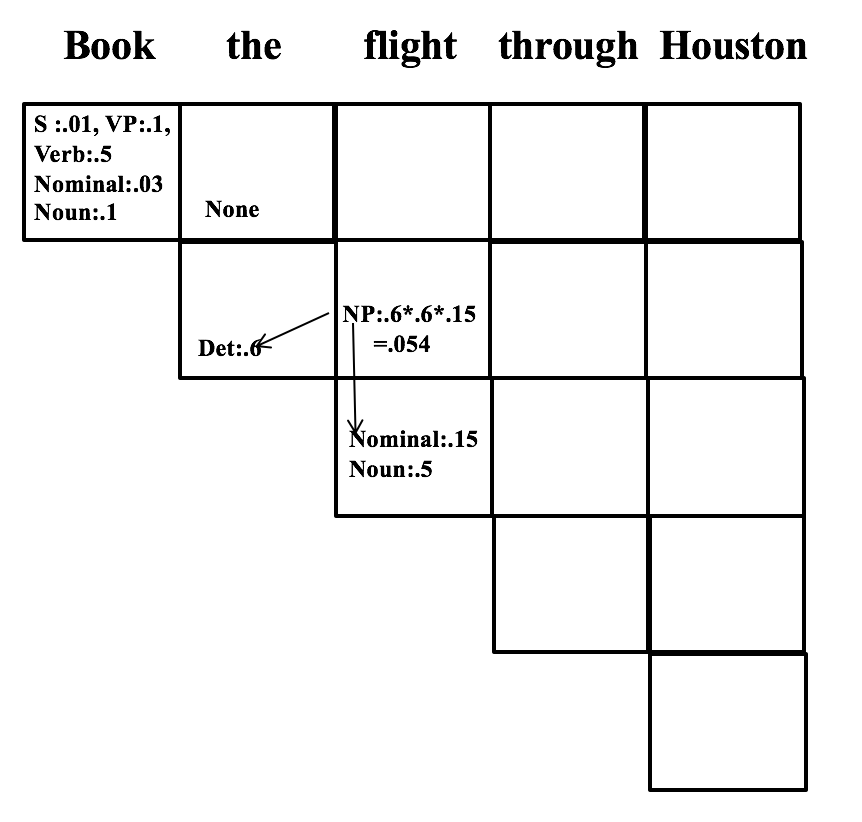 Book the flight through Houston
S :.01, VP:.1,
Verb:.5
Nominal:.03
Noun:.1
None
Det:.6
NP:.6*.6*.15
=.054
Nominal:.15
Noun:.5